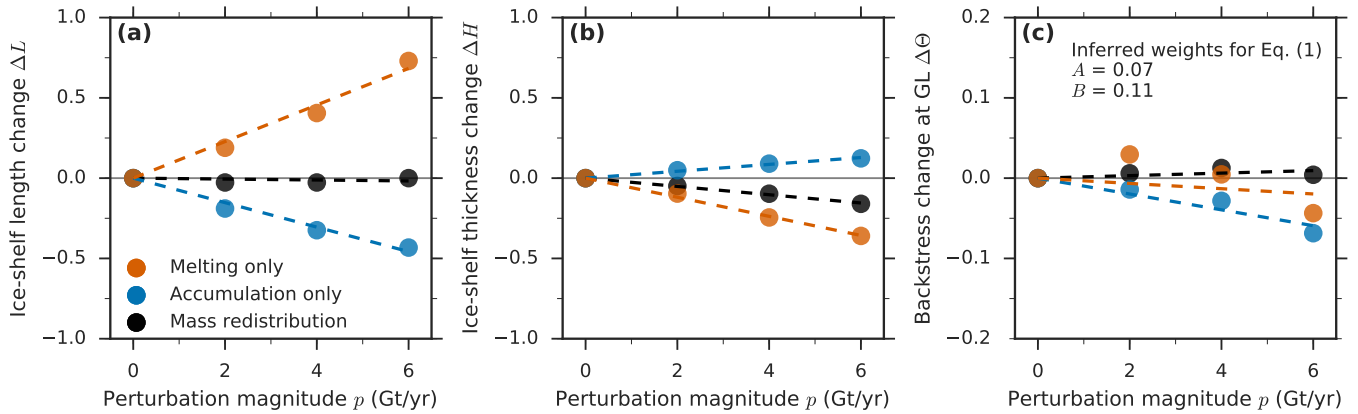 (a)
Ice-shelf length change ΔL
1.0
0.5
0.0
−0.5
−1.0
Melting only
Accumulation only
Mass redistribution
0 2 4 6
Perturbation magnitude p (Gt/yr)
(b)
Ice-shelf thickness change ΔH
1.0
0.5
0.0
−0.5
−1.0
0 2 4 6
Perturbation magnitude p (Gt/yr)
(c)
Backstress change at GL ΔΘ
0.2
0.1
0.0
−0.1
−0.2
Inferred weights for Eq. (1)
A = 0.07
B = 0.11
0 2 4 6
Perturbation magnitude p (Gt/yr)